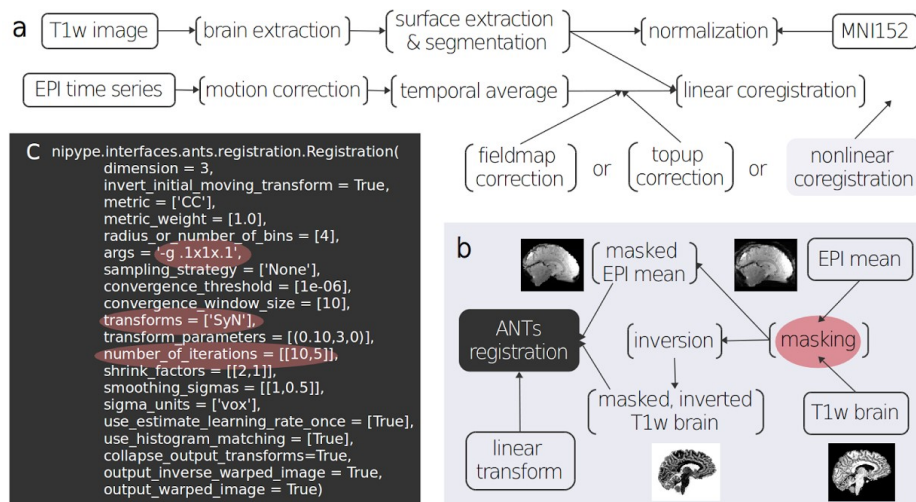 a
T1w image
brain extraction
surface extraction
& segmentation
normalization
MNI152
EPI time series
motion correction
temporal average
linear coregistration
fieldmap
correction
or
topup
correction
or
nonlinear
coregistration
C
nipype.interfaces.ants.registration.Registration(
dimension = 3,
invert_initial_moving_transform = True,
metric = ['CC'],
metric_weight = [1.0],
radius_or_number_of_bins = [4],
args = '-g .1x1x.1',
sampling_strategy = ['None'],
convergence_threshold = [1e-06],
convergence_window_size = [10],
transforms = ['SyN'],
transform_parameters = [(0.10,3,0)],
number_of_iterations = [[10,5]],
shrink_factors = [[2,1]],
smoothing_sigmas = [[1,0.5]],
sigma_units = ['vox'],
use_estimate_learning_rate_once = [True],
use_histogram_matching = [True],
collapse_output_transforms=True,
output_inverse_warped_image = True,
output_warped_image = True)
b
masked
EPI mean
EPI mean
ANTs
registration
inversion
masking
masked, inverted
T1w brain
T1w brain
linear
transform